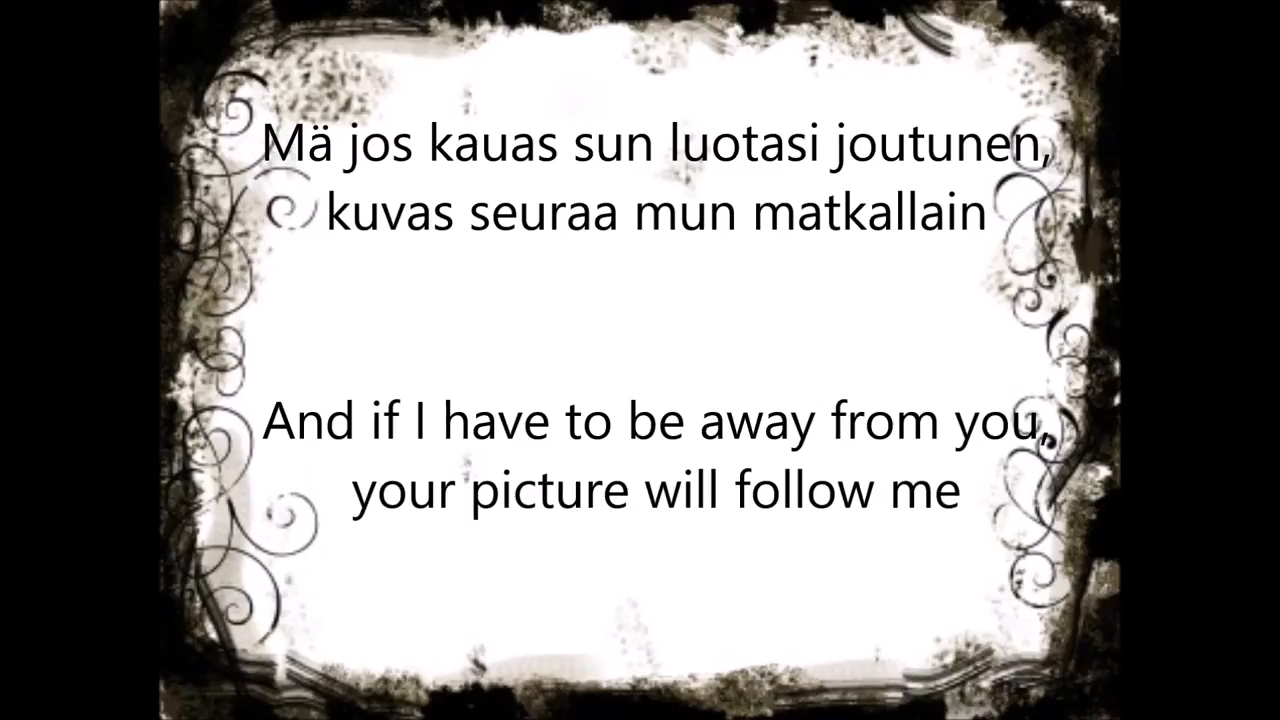 Mä jos kauas sun luotasi joutunen,
kuvas seuraa mun matkallain
And if I have to be away from you,
your picture will follow me